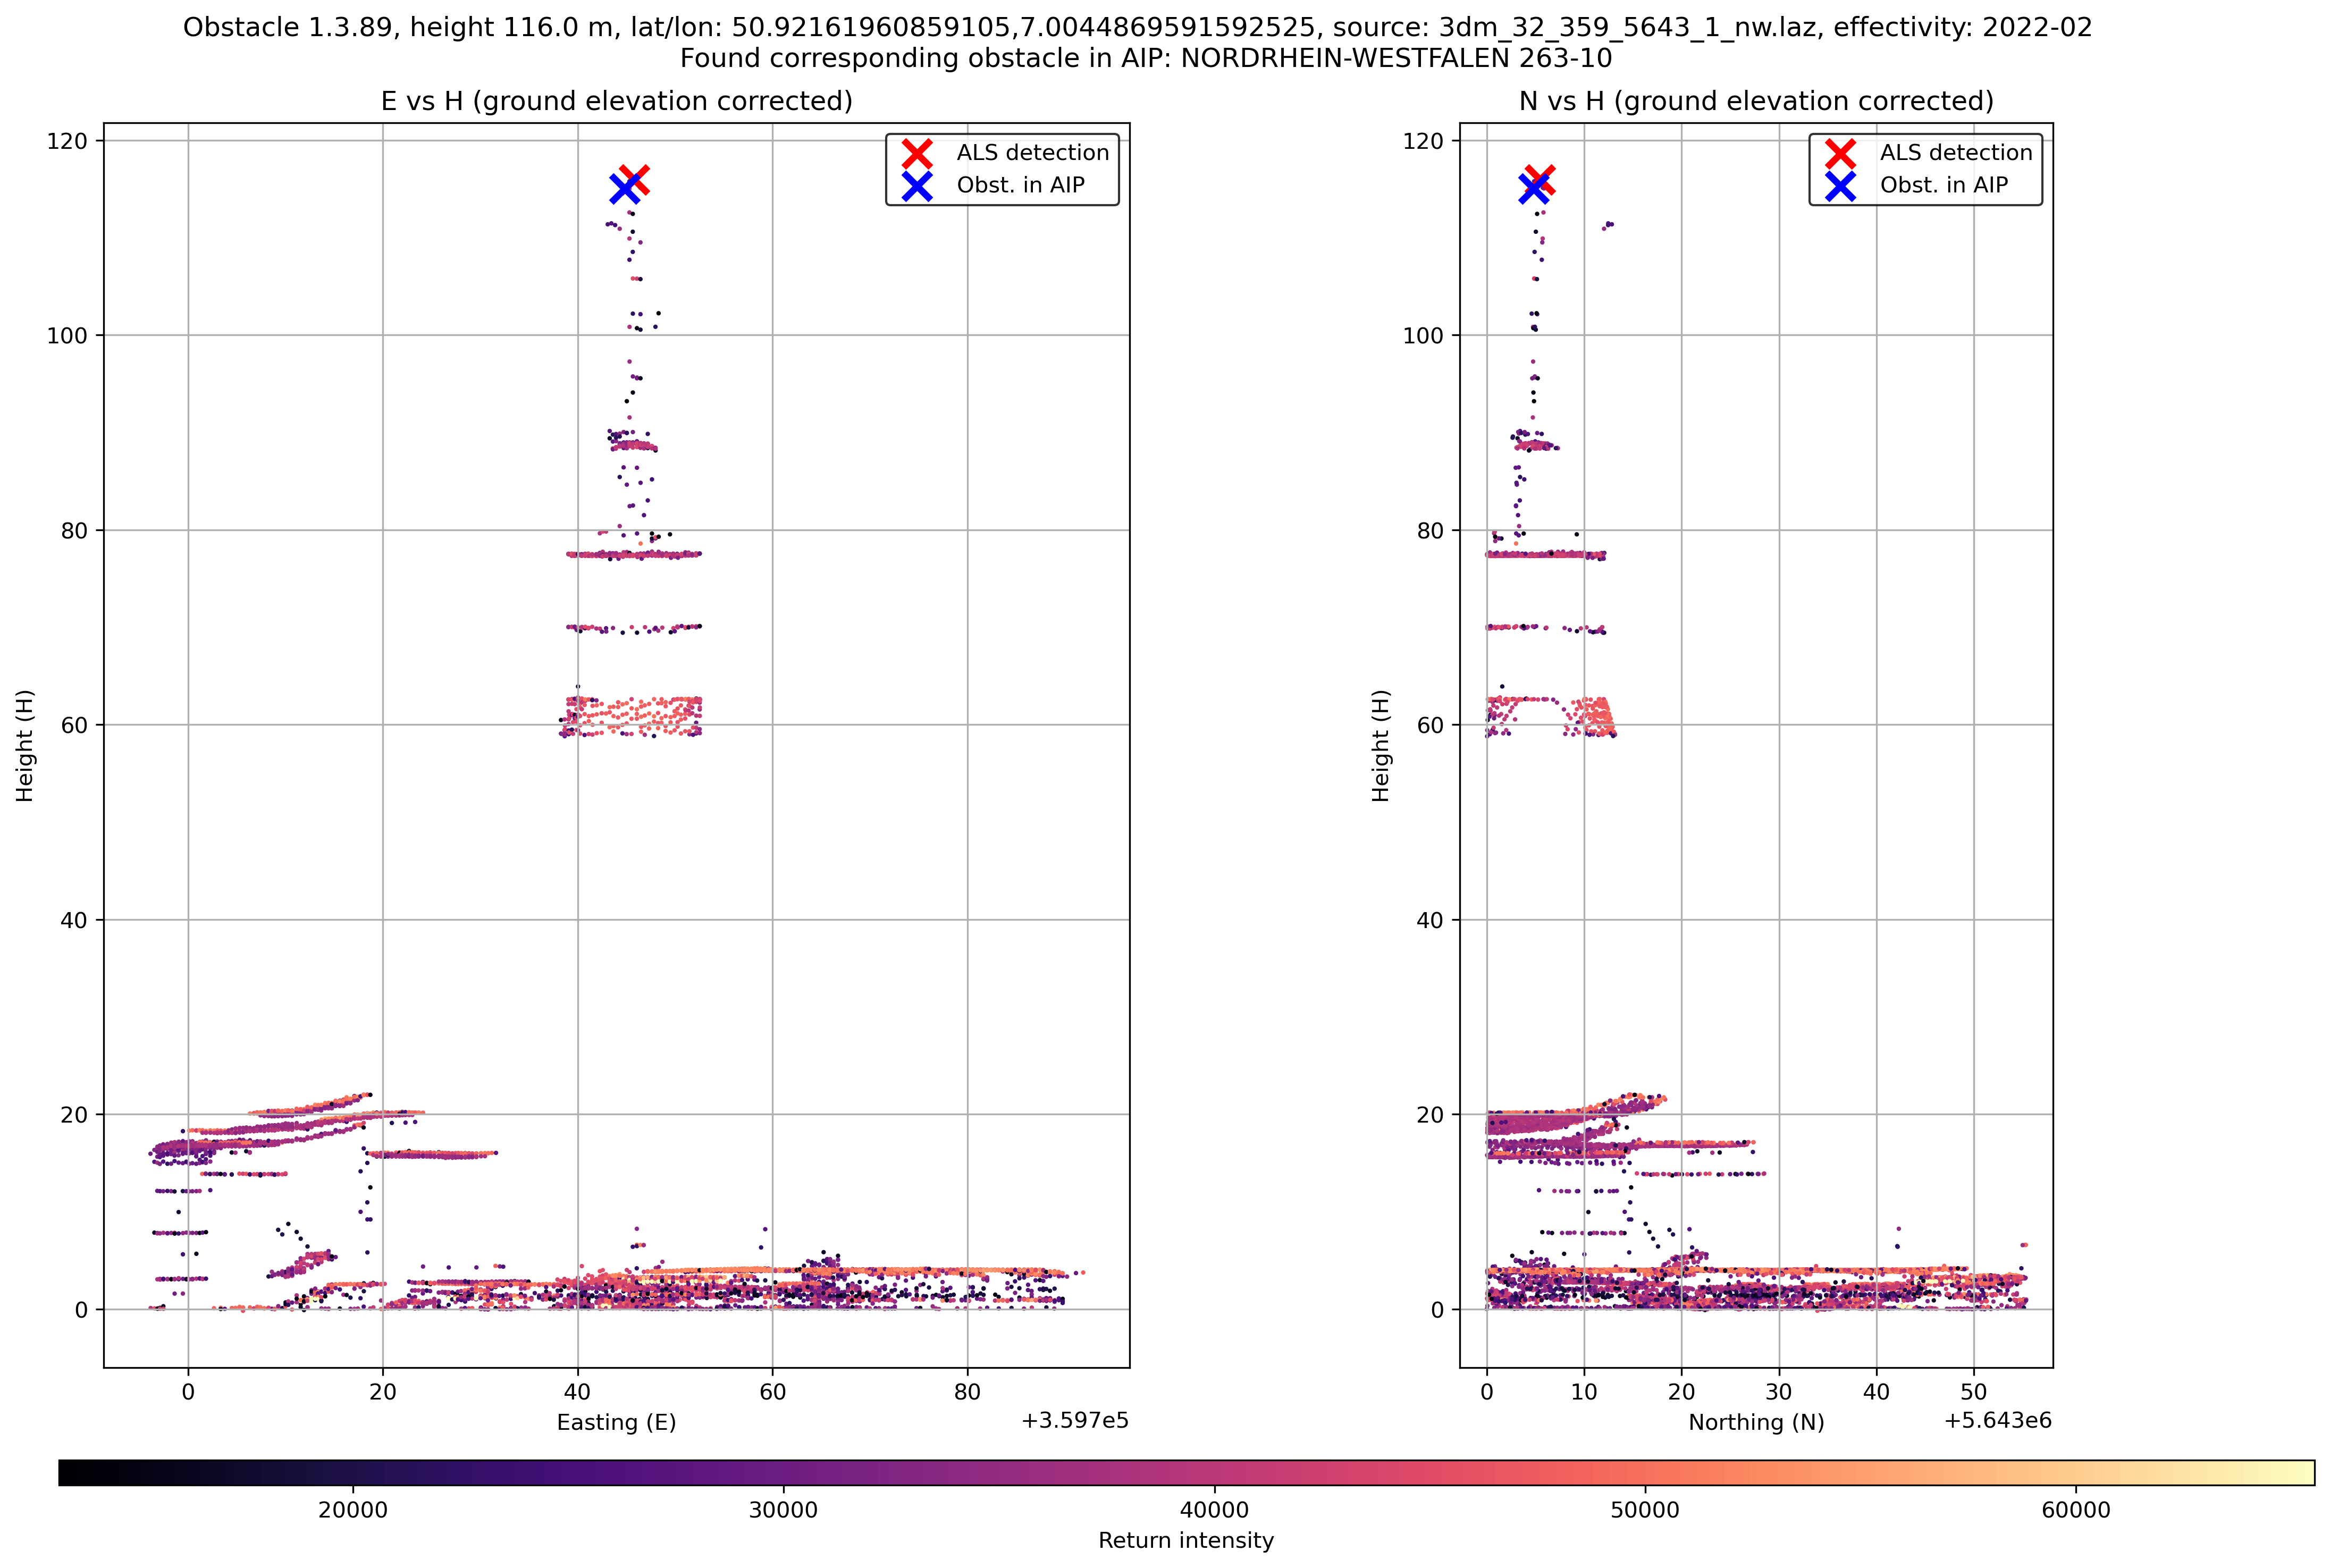 Obstacle 1.3.89, height 116.0 m, lat/lon: 50.92161960859105,7.0044869591592525, source: 3dm_32_359_5643_1_nw.laz, effectivity: 2022-02
Found corresponding obstacle in AIP: NORDRHEIN-WESTFALEN 263-10
E vs H (ground elevation corrected)
ALS detection
Obst. in AIP
120
100
80
60
40
20
0
Height (H)
0 20 40 60 80
Easting (E)
+3.597e5
N vs H (ground elevation corrected)
ALS detection
Obst. in AIP
120
100
80
60
40
20
0
Height (H)
0 10 20 30 40 50
Northing (N)
+5.643e6
20000 30000 40000 50000 60000
Return intensity